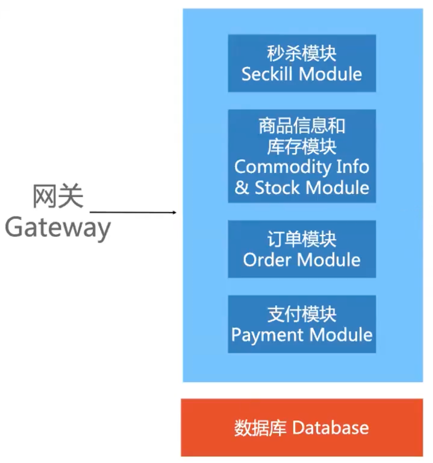 秒杀模块
Seckill Module
商品信息和
库存模块
Commodity Info
& Stock Module
网关
Gateway
订单模块
Order Module
支付模块
Payment Module
数据库 Database